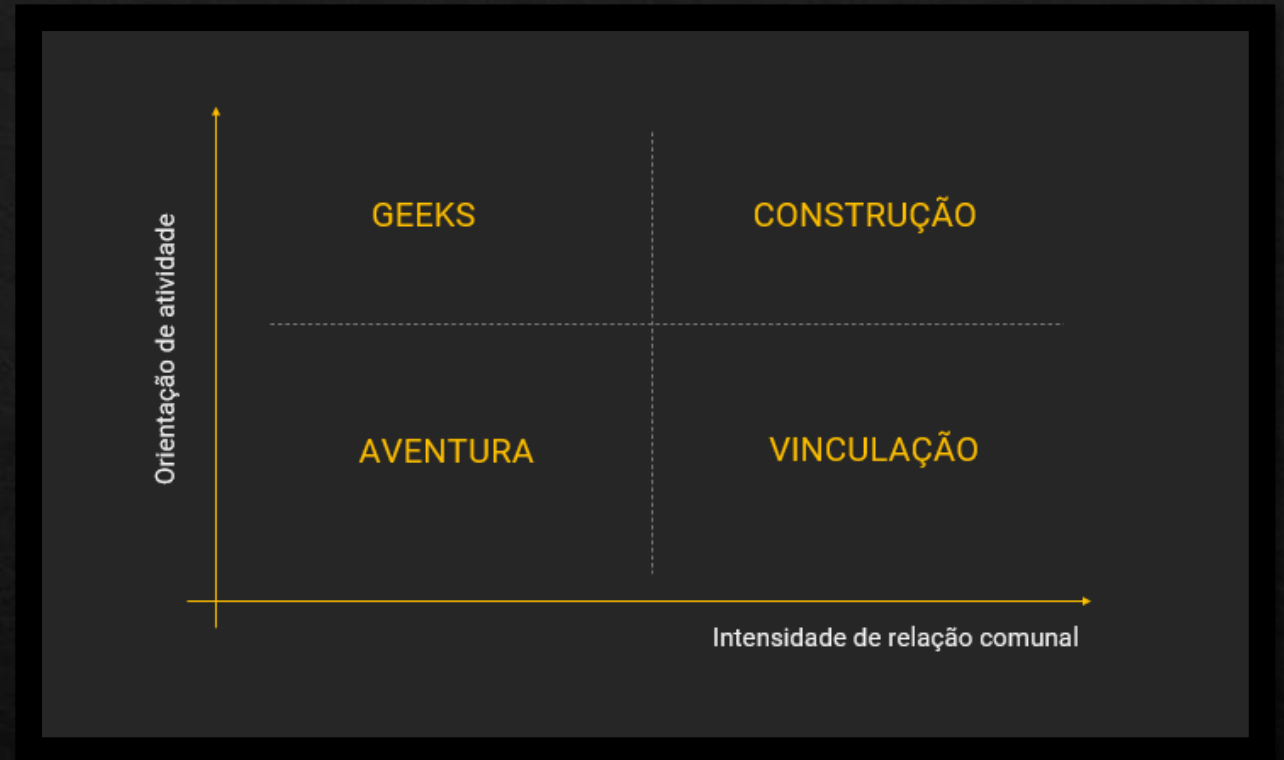 GEEKS
CONSTRUÇÃO
Orientação de atividade
AVENTURA
VINCULAÇÃO
Intensidade de relação comunal